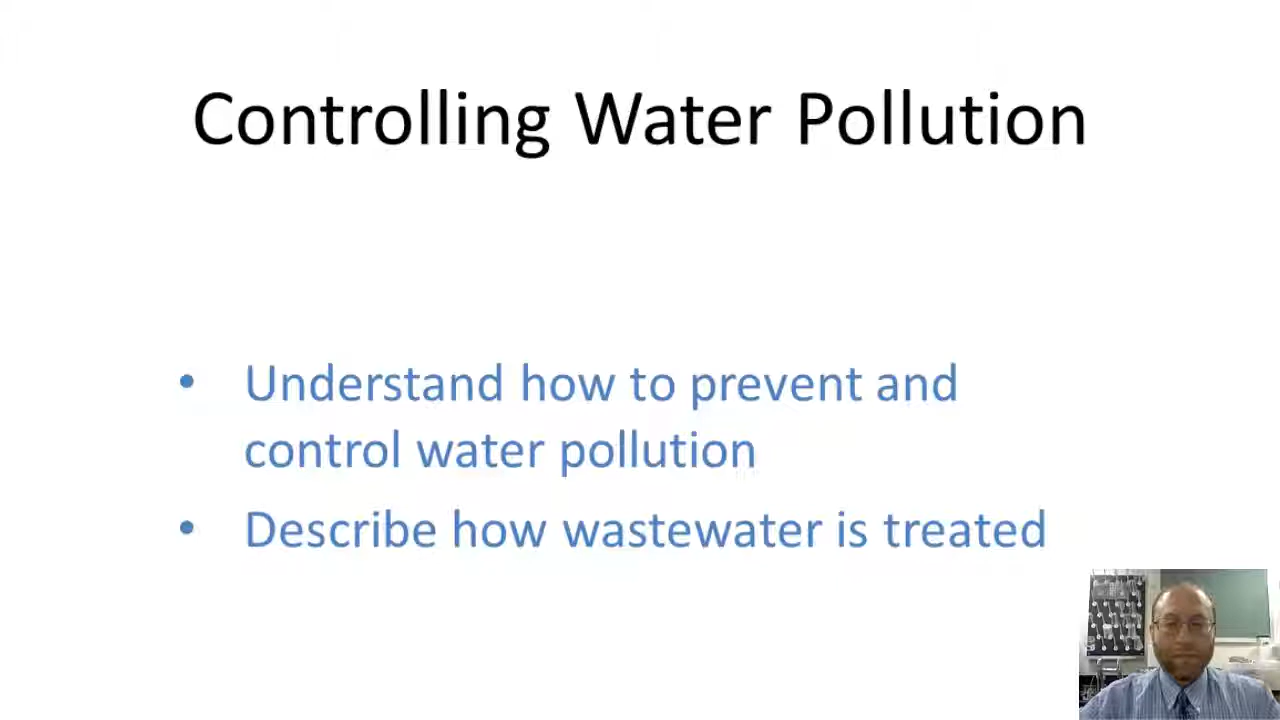 Controlling Water Pollution
• Understand how to prevent and
control water pollution
• Describe how wastewater is treated